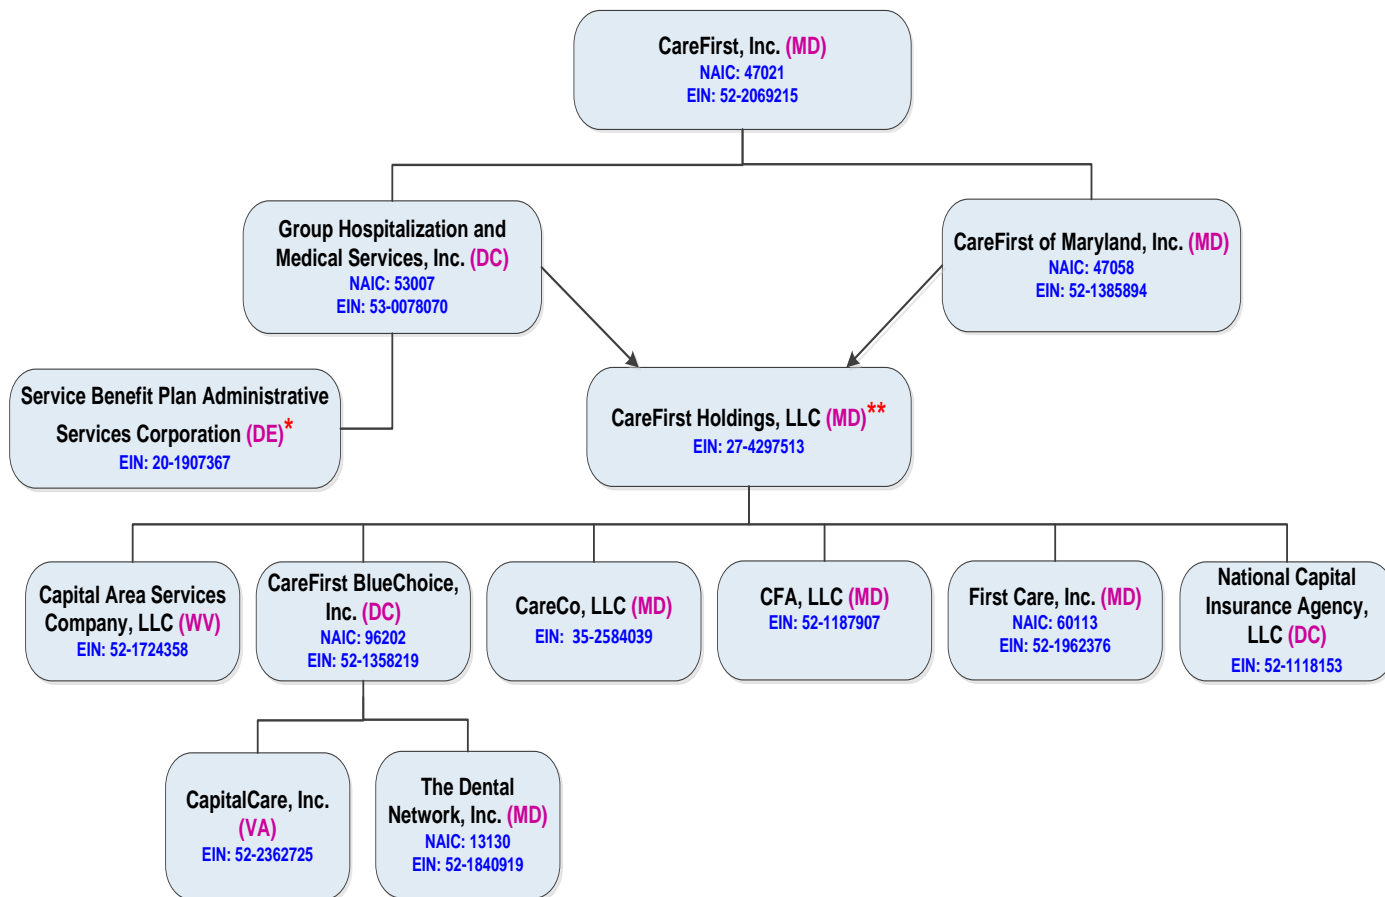 CareFirst, Inc. (MD)
NAIC: 47021
EIN: 52-2069215
Group Hospitalization and
Medical Services, Inc. (DC)
NAIC: 53007
EIN: 53-0078070
CareFirst of Maryland, Inc. (MD)
NAIC: 47058
EIN: 52-1385894
Service Benefit Plan Administrative
Services Corporation (DE)*
EIN: 20-1907367
CareFirst Holdings, LLC (MD)**
EIN: 27-4297513
Capital Area Services
Company, LLC (WV)
EIN: 52-1724358
CareFirst BlueChoice,
Inc. (DC)
NAIC: 96202
EIN: 52-1358219
CareCo, LLC (MD)
EIN: 35-2584039
CFA, LLC (MD)
EIN: 52-1187907
First Care, Inc. (MD)
NAIC: 60113
EIN: 52-1962376
National Capital
Insurance Agency,
LLC (DC)
EIN: 52-1118153
CapitalCare, Inc.
(VA)
EIN: 52-2362725
The Dental
Network, Inc. (MD)
NAIC: 13130
EIN: 52-1840919